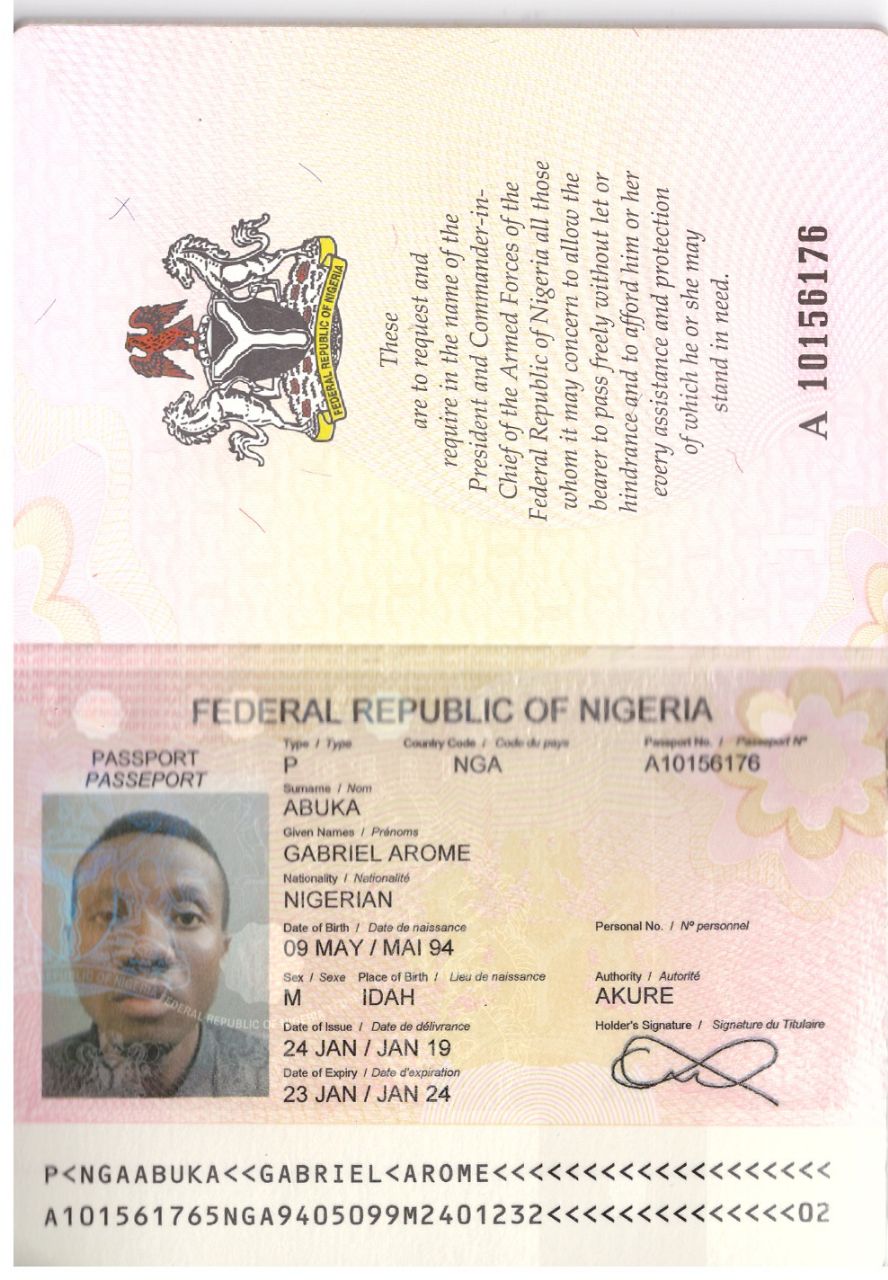 FEDERAL REPUBLIC OF NIGERIA
These
are to request and
require in the name of the
President and Commander-in-
Chief of the Armed Forces of the
Federal Republic of Nigeria all those
whom it may concern to allow the
bearer to pass freely without let or
hindrance and to afford him or her
every assistance and protection
of which he or she may
stand in need.
A 10156176
FEDERAL REPUBLIC OF NIGERIA
PASSPORT
PASSEPORT
Type / Type Country Code / Code du pays Passport No. / Passeport Nº
P NGA A10156176
Surname / Nom
ABUKA
Given Names / Prénoms
GABRIEL AROME
Nationality / Nationalité
NIGERIAN
Date of Birth / Date de naissance Personal No. / Nº personnel
09 MAY / MAI 94
Sex / Sexe Place of Birth / Lieu de naissance Authority / Autorité
M IDAH AKURE
Date of Issue / Date de délivrance Holder's Signature / Signature du Titulaire
24 JAN / JAN 19
Date of Expiry / Date d'expiration
23 JAN / JAN 24
REPUBLIC OF NIGERIA FEDERAL REPUBLIC OF NIGERIA
P<NGAABUKA<<GABRIEL<AROME<<<<<<<<<<<<<<<<<<<
A101561765NGA9405099M2401232<<<<<<<<<<<<<<02